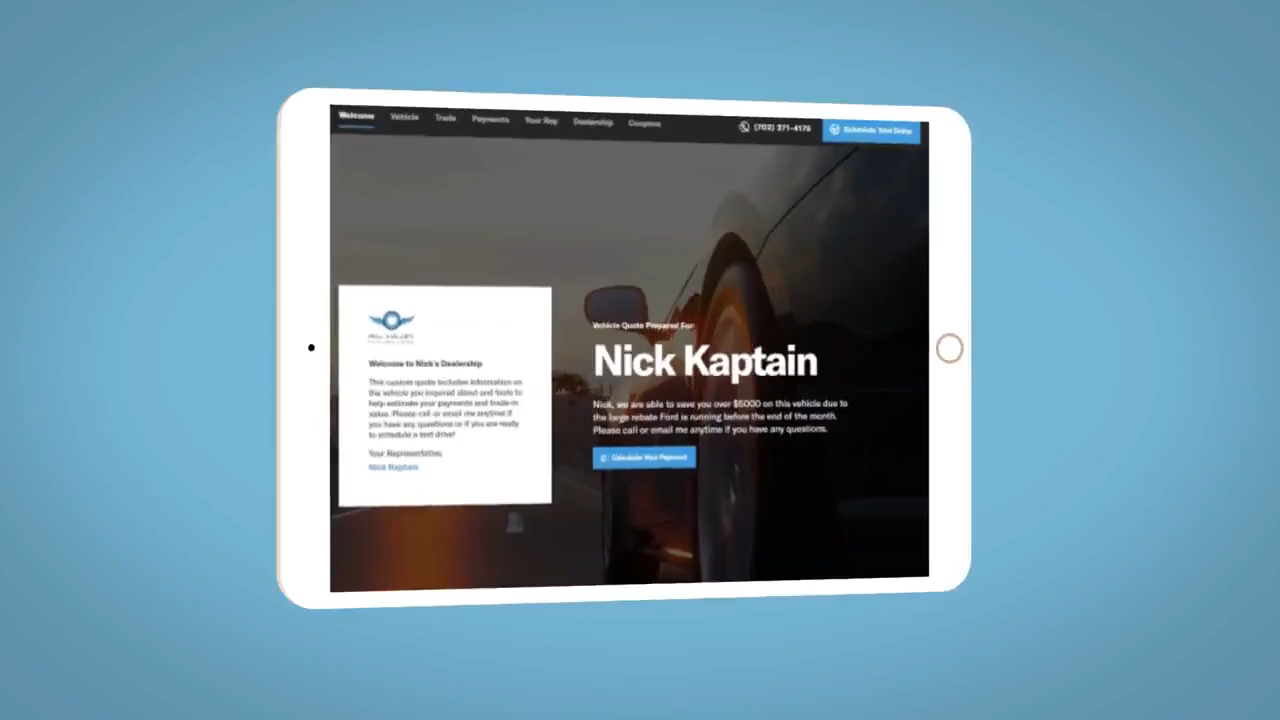 Welcome Vehicle Trade Payments Your Rep Dealership Coupons (702) 271-4175 Schedule Test Drive
Welcome to Nick's Dealership
This custom quote includes information on
the vehicle you inquired about and tools to
help estimate your payments and trade-in
value. Please call or email me anytime if
you have any questions or if you are ready
to schedule a test drive!
Your Representative,
Nick Kaptain
Vehicle Quote Prepared For:
Nick Kaptain
Nick, we are able to save you over $5000 on this vehicle due to
the large rebate Ford is running before the end of the month.
Please call or email me anytime if you have any questions.
Calculate Your Payment